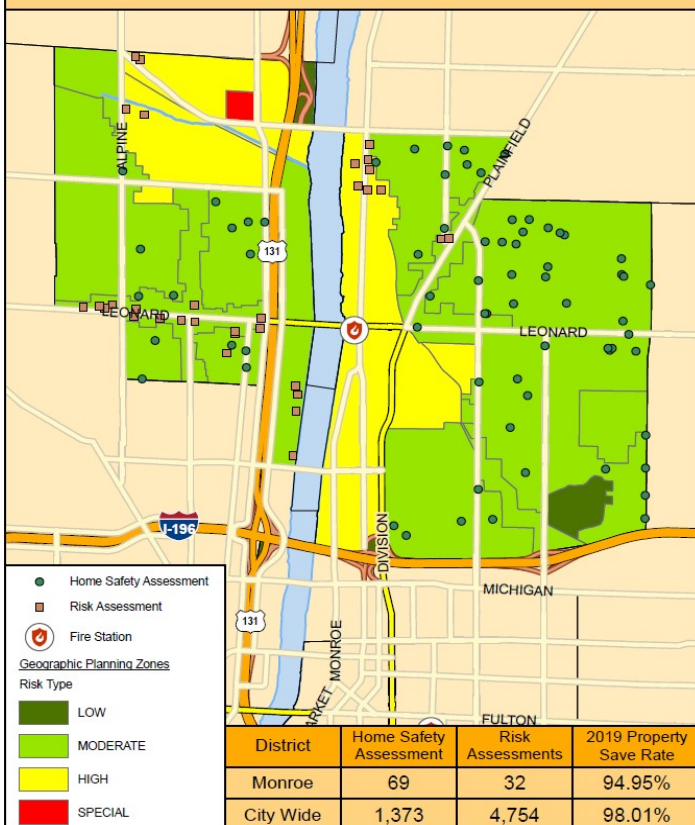 ALPINE
PLAINFIELD
131
LEONARD
LEONARD
I-196
DIVISION
MICHIGAN
131
MONROE
ARKET
FULTON
Home Safety Assessment
Risk Assessment
Fire Station
Geographic Planning Zones
Risk Type
LOW
MODERATE
HIGH
SPECIAL
District Home Safety Assessment Risk Assessments 2019 Property Save Rate
Monroe 69 32 94.95%
City Wide 1,373 4,754 98.01%